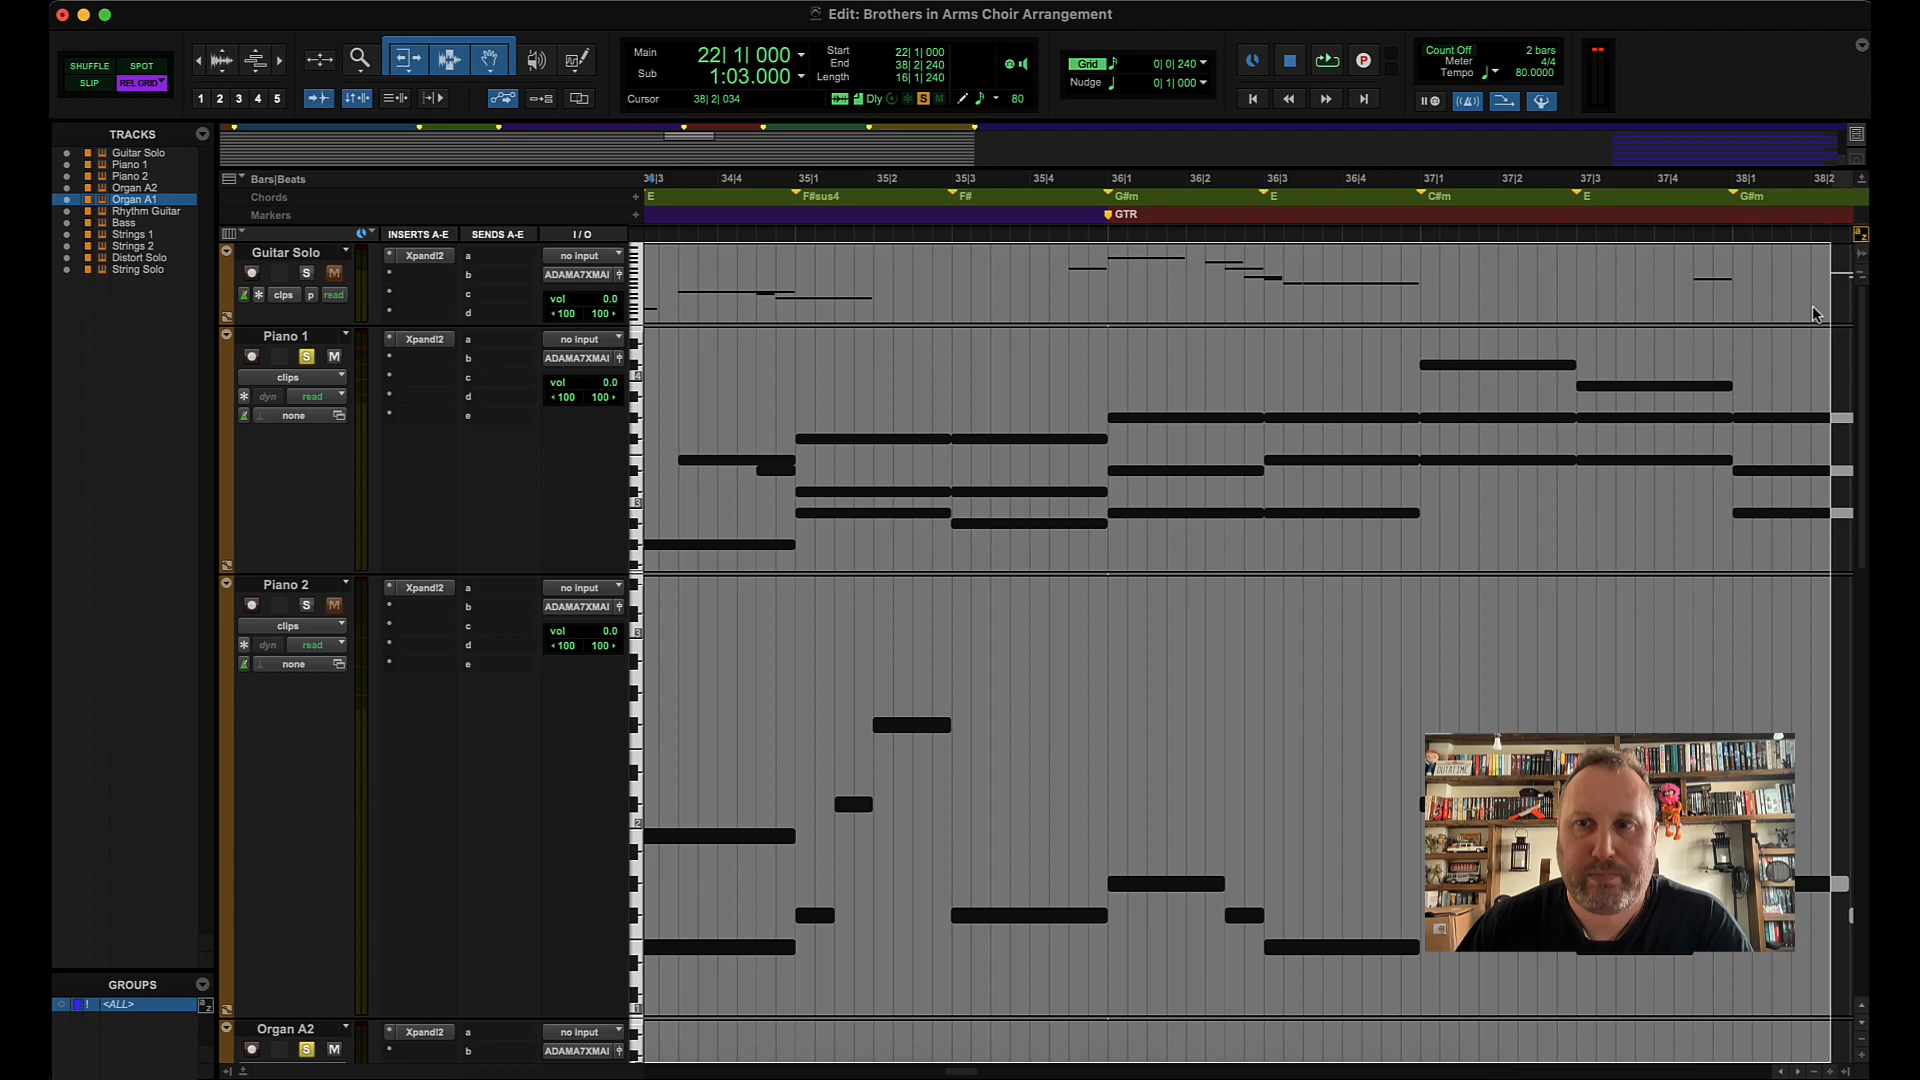 Edit: Brothers in Arms Choir Arrangement
SHUFFLE SPOT
SLIP REL GRID
1 2 3 4 5
Main 22| 1| 000
Sub 1:03.000
Cursor 38| 2| 034
Start 22| 1| 000
End 38| 2| 240
Length 16| 1| 240
Dly S M 80
Grid 0| 0| 240
Nudge 0| 1| 000
P
Count Off 2 bars
Meter 4/4
Tempo 80.0000
TRACKS
Guitar Solo
Piano 1
Piano 2
Organ A2
Organ A1
Rhythm Guitar
Bass
Strings 1
Strings 2
Distort Solo
String Solo
GROUPS
! <ALL>
a z
Bars|Beats
34|4 35|1 35|2 35|3 35|4 36|1 36|2 36|3 36|4 37|1 37|2 37|3 37|4 38|1 38|2
Chords
E F#sus4 F# G#m E C#m E G#m
Markers
GTR
INSERTS A-E SENDS A-E I / O
a z
Guitar Solo
S M
clps p read
Xpand!2
a
b
c
d
no input
ADAMA7XMAI
vol 0.0
100 100
Piano 1
S M
clips
dyn read
none
Xpand!2
a
b
c
d
e
no input
ADAMA7XMAI
vol 0.0
100 100
4
3
Piano 2
S M
clips
dyn read
none
Xpand!2
a
b
c
d
e
no input
ADAMA7XMAI
vol 0.0
100 100
3
2
1
OUTATIME
Organ A2
S M
Xpand!2
a
b
no input
ADAMA7XMAI